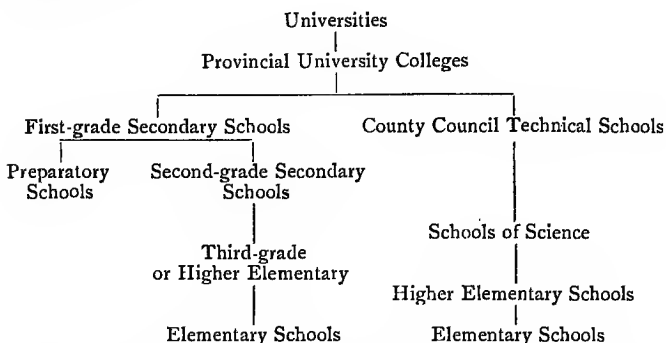 Universities
Provincial University Colleges
First-grade Secondary Schools County Council Technical Schools
Preparatory Schools
Second-grade Secondary Schools
Schools of Science
Third-grade
or Higher Elementary
Higher Elementary Schools
Elementary Schools Elementary Schools